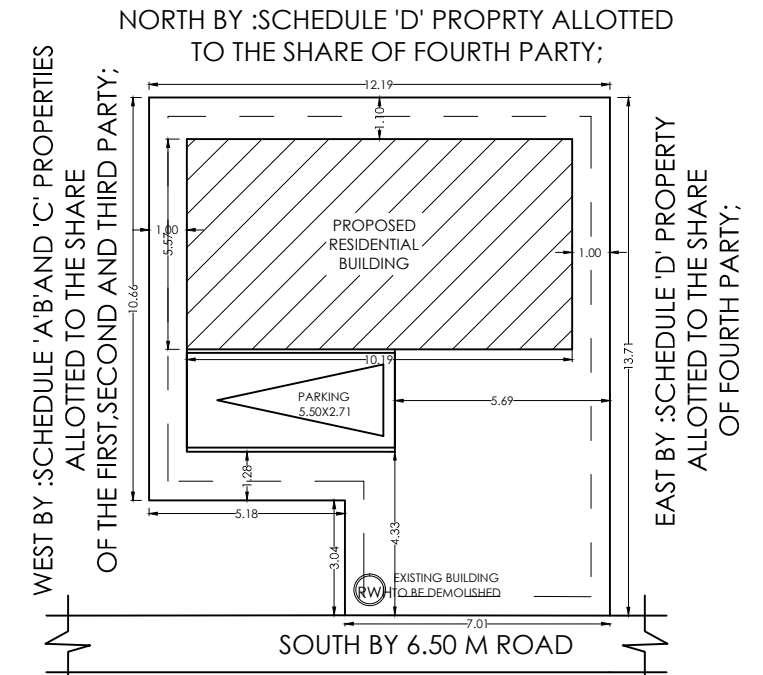 NORTH BY :SCHEDULE 'D' PROPRTY ALLOTTED
TO THE SHARE OF FOURTH PARTY;
WEST BY :SCHEDULE 'A'B'AND 'C' PROPERTIES
ALLOTTED TO THE SHARE
OF THE FIRST,SECOND AND THIRD PARTY;
12.19
1.10
PROPOSED
RESIDENTIAL
BUILDING
1.00
5.570
1.00
10.66
10.19
13.71
PARKING
5.50X2.71
5.69
1.28
5.18
3.04
4.33
EXISTING BUILDING
RWH
TO BE DEMOLISHED
7.01
SOUTH BY 6.50 M ROAD
EAST BY :SCHEDULE 'D' PROPERTY
ALLOTTED TO THE SHARE
OF FOURTH PARTY;